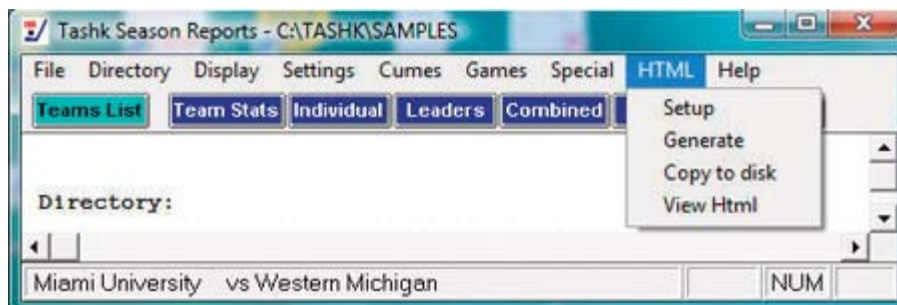 Tashk Season Reports - C:\TASHK\SAMPLES
File Directory Display Settings Cumes Games Special HTML Help
Teams List Team Stats Individual Leaders Combined
Setup
Generate
Copy to disk
View Html
Directory:
Miami University vs Western Michigan NUM